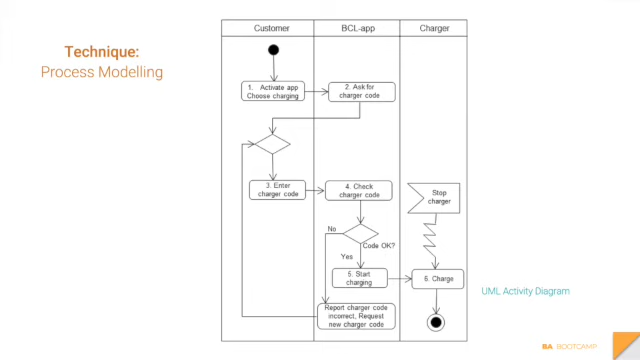 Technique:
Process Modelling
Customer
BCL-app
Charger
1. Activate app
Choose charging
2. Ask for
charger code
3. Enter
charger code
4. Check
charger code
Stop
charger
No
Code OK?
Yes
5. Start
charging
6. Charge
Report charger code
incorrect, Request
new charger code
UML Activity Diagram
BA-BOOTCAMP